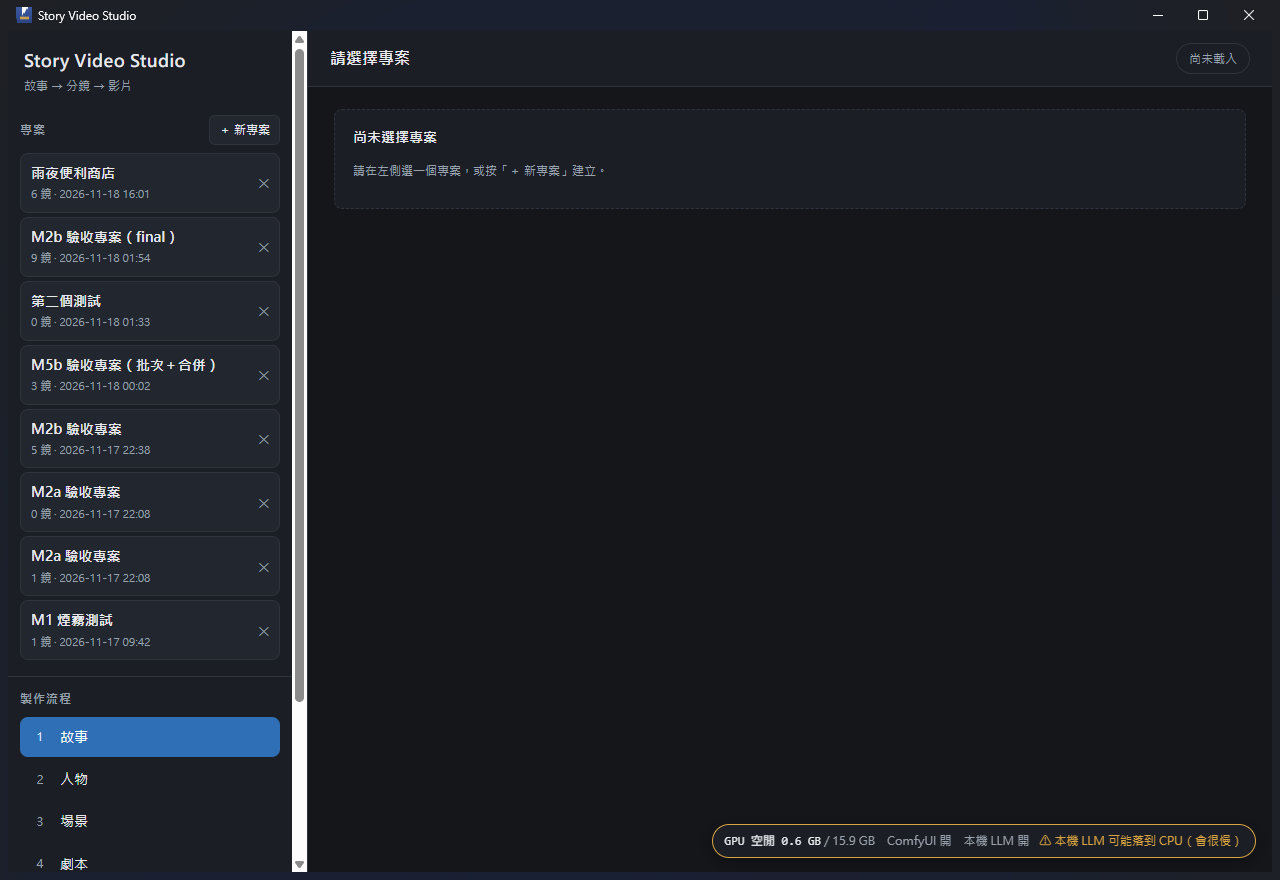 Story Video Studio
Story Video Studio
故事 → 分鏡 → 影片
專案
+ 新專案
雨夜便利商店
6 鏡 · 2026-11-18 16:01
M2b 驗收專案（final）
9 鏡 · 2026-11-18 01:54
第二個測試
0 鏡 · 2026-11-18 01:33
M5b 驗收專案（批次＋合併）
3 鏡 · 2026-11-18 00:02
M2b 驗收專案
5 鏡 · 2026-11-17 22:38
M2a 驗收專案
0 鏡 · 2026-11-17 22:08
M2a 驗收專案
1 鏡 · 2026-11-17 22:08
M1 煙霧測試
1 鏡 · 2026-11-17 09:42
製作流程
1 故事
2 人物
3 場景
4 劇本
請選擇專案
尚未載入
尚未選擇專案
請在左側選一個專案，或按「＋ 新專案」建立。
GPU 空閒 0.6 GB / 15.9 GB ComfyUI 開 本機 LLM 開 ⚠ 本機 LLM 可能落到 CPU（會很慢）